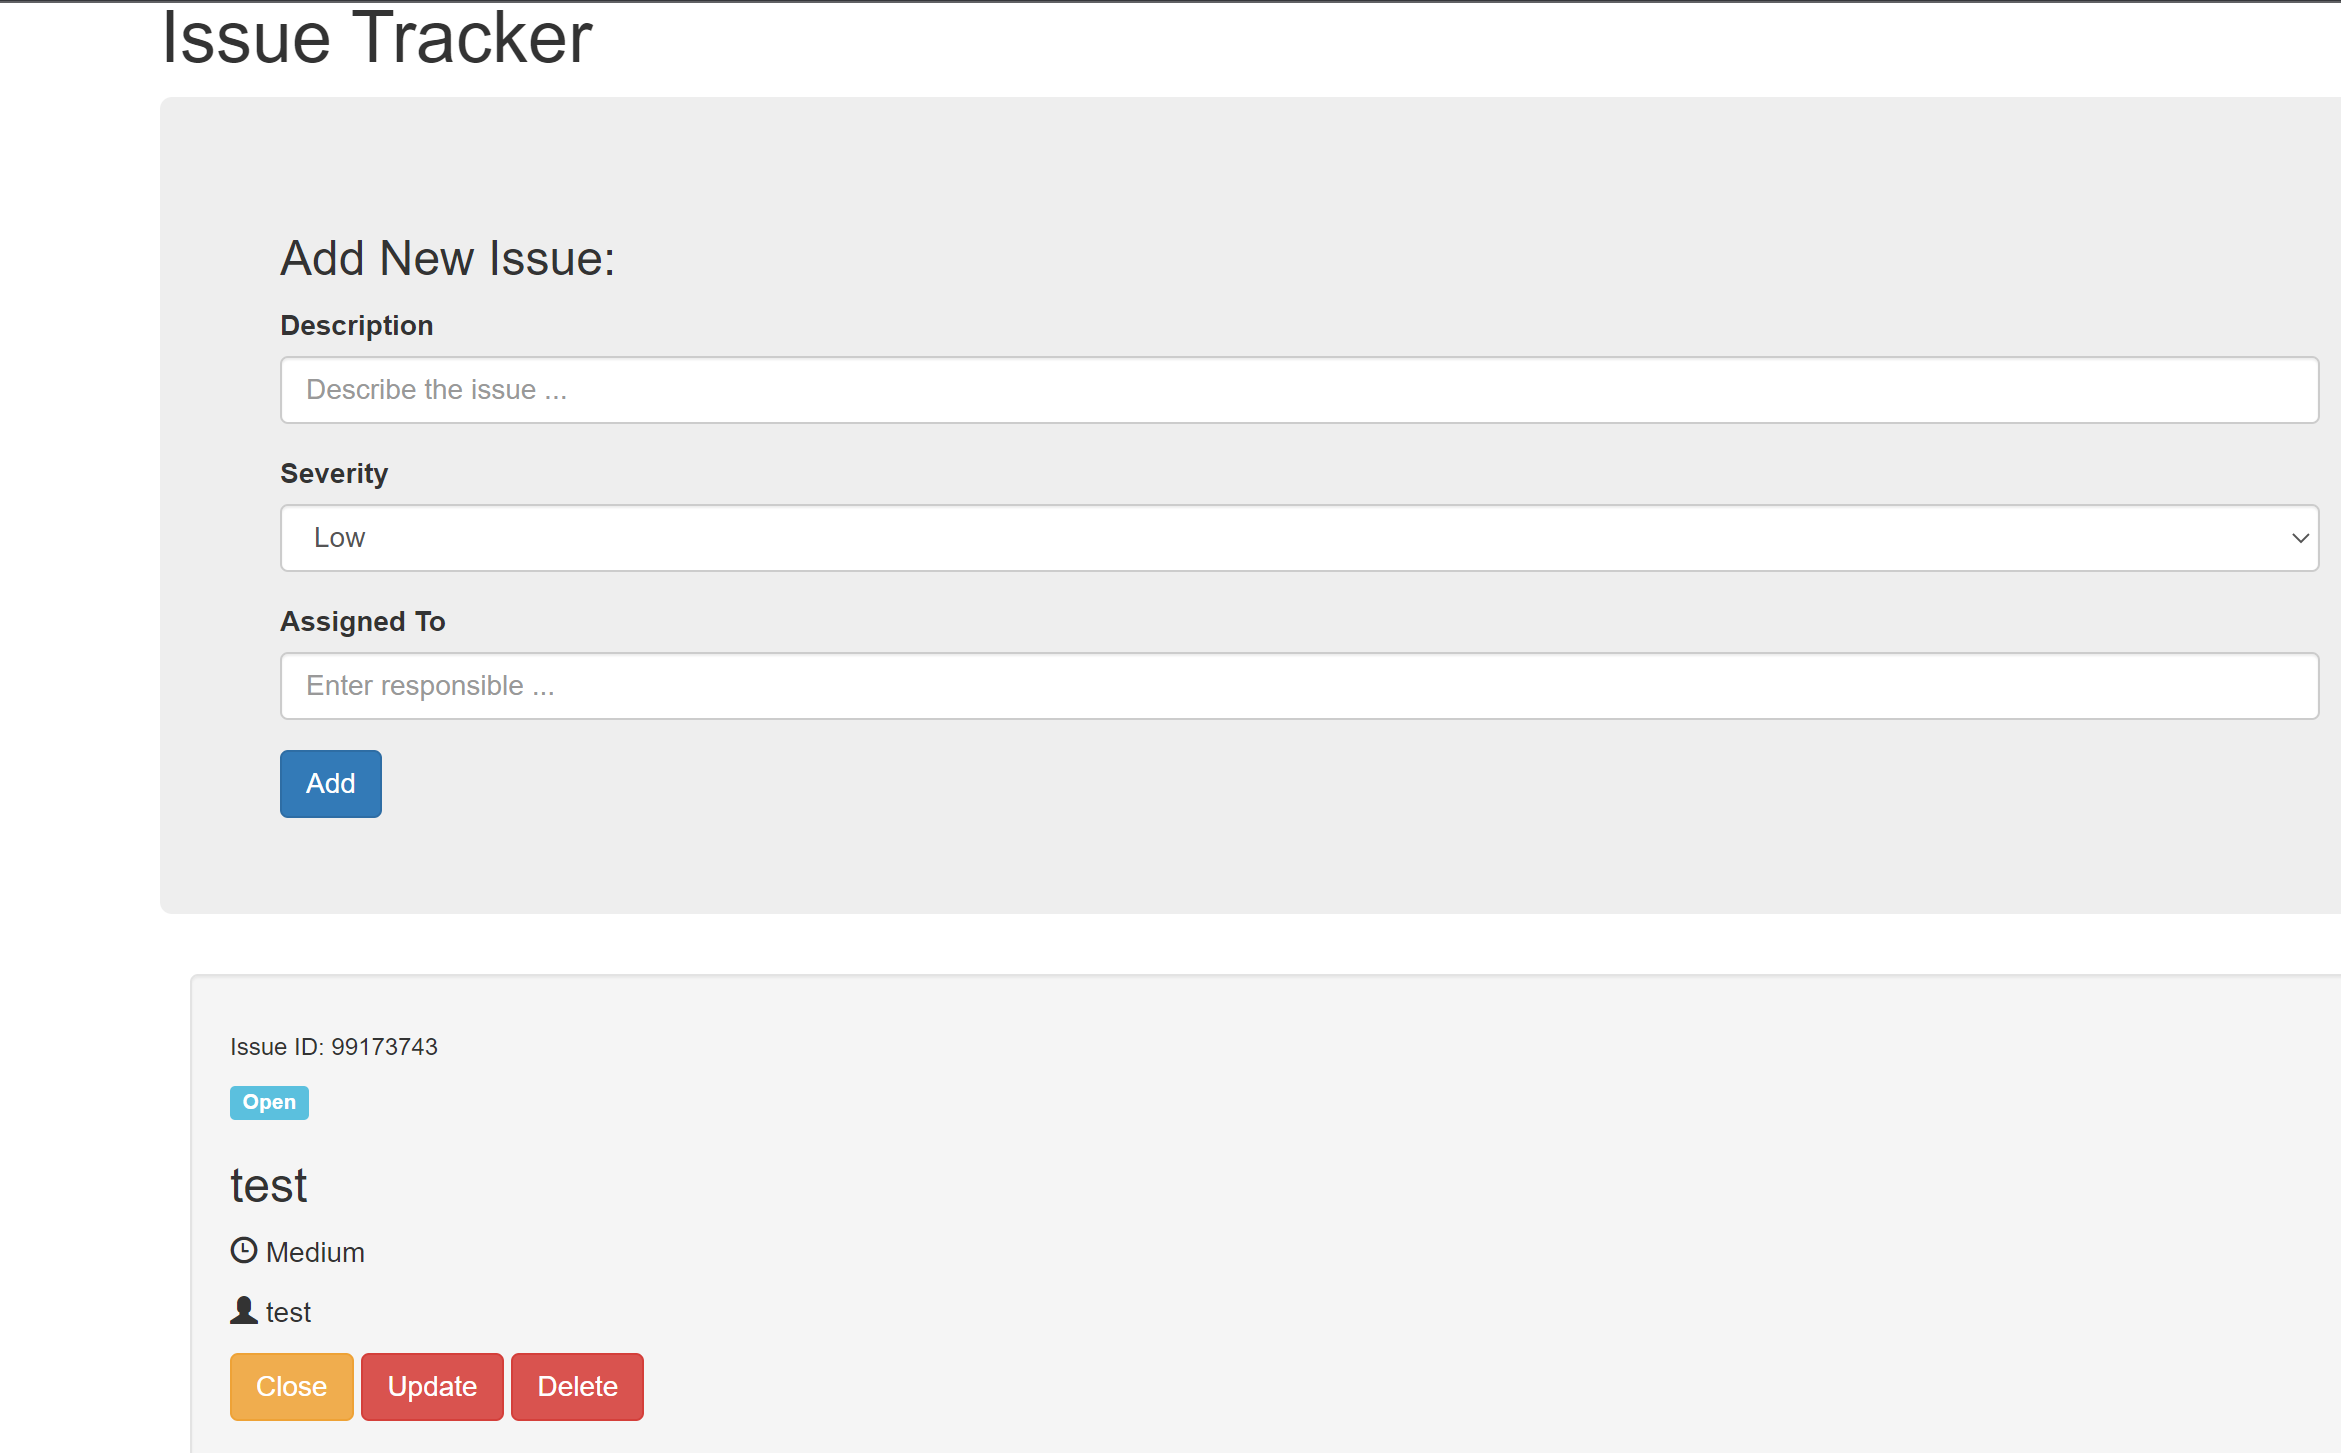 Issue Tracker
Add New Issue:
Description
Describe the issue ...
Severity
Low
Assigned To
Enter responsible ...
Add
Issue ID: 99173743
Open
test
Medium
test
Close Update Delete